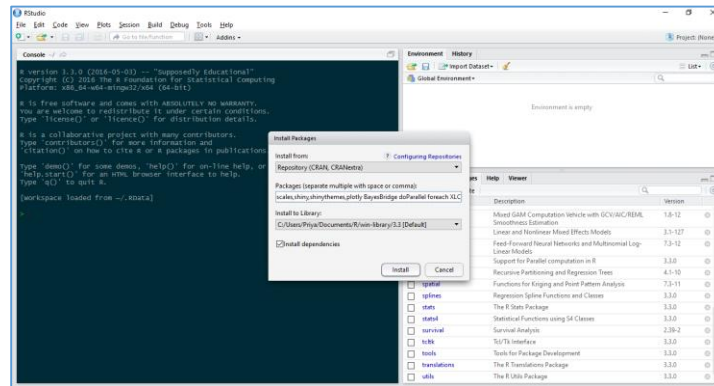 RStudio
File Edit Code View Plots Session Build Debug Tools Help
Go to file/function Addins
Project: (None
Console ~/
R version 3.3.0 (2016-05-03) -- "Supposedly Educational"
Copyright (C) 2016 The R Foundation for Statistical Computing
Platform: x86_64-w64-mingw32/x64 (64-bit)
R is free software and comes with ABSOLUTELY NO WARRANTY.
You are welcome to redistribute it under certain conditions.
Type 'license()' or 'licence()' for distribution details.
R is a collaborative project with many contributors.
Type 'contributors()' for more information and
'citation()' on how to cite R or R packages in publications
Type 'demo()' for some demos, 'help()' for on-line help, or
'help.start()' for an HTML browser interface to help.
Type 'q()' to quit R.
[Workspace loaded from ~/.RData]
>
Install Packages
Install from: ? Configuring Repositories
Repository (CRAN, CRANextra)
Packages (separate multiple with space or comma):
scales,shiny,shinythemes,plotly BayesBridge doParallel foreach XLC
Install to Library:
C:/Users/Priya/Documents/R/win-library/3.3 [Default]
Install dependencies
Install Cancel
Environment History
Import Dataset List
Global Environment
Environment is empty
Help Viewer
Description Version
Mixed GAM Computation Vehicle with GCV/AIC/REML Smoothness Estimation 1.8-12
Linear and Nonlinear Mixed Effects Models 3.1-127
Feed-Forward Neural Networks and Multinomial Log-Linear Models 7.3-12
Support for Parallel computation in R 3.3.0
Recursive Partitioning and Regression Trees 4.1-10
spatial Functions for Kriging and Point Pattern Analysis 7.3-11
splines Regression Spline Functions and Classes 3.3.0
stats The R Stats Package 3.3.0
stats4 Statistical Functions using S4 Classes 3.3.0
survival Survival Analysis 2.39-2
tcltk Tcl/Tk Interface 3.3.0
tools Tools for Package Development 3.3.0
translations The R Translations Package 3.3.0
utils The R Utils Package 3.3.0